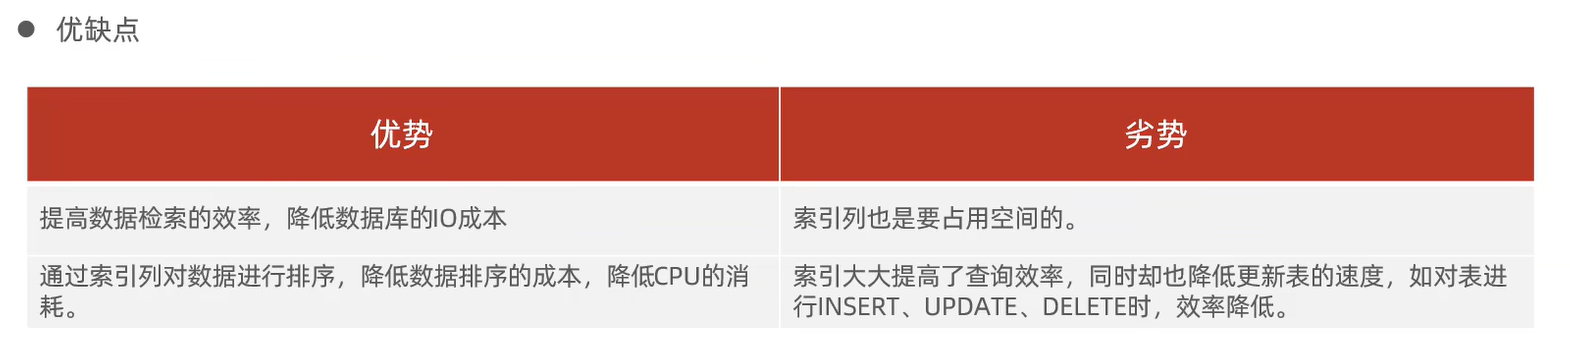 ● 优缺点
优势
劣势
提高数据检索的效率，降低数据库的IO成本
索引列也是要占用空间的。
通过索引列对数据进行排序，降低数据排序的成本，降低CPU的消
耗。
索引大大提高了查询效率，同时却也降低更新表的速度，如对表进
行INSERT、UPDATE、DELETE时，效率降低。